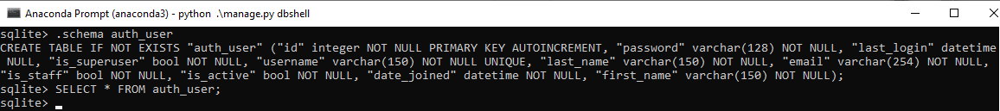 Anaconda Prompt (anaconda3) - python .\manage.py dbshell
sqlite> .schema auth_user
CREATE TABLE IF NOT EXISTS "auth_user" ("id" integer NOT NULL PRIMARY KEY AUTOINCREMENT, "password" varchar(128) NOT NULL, "last_login" datetime
NULL, "is_superuser" bool NOT NULL, "username" varchar(150) NOT NULL UNIQUE, "last_name" varchar(150) NOT NULL, "email" varchar(254) NOT NULL,
"is_staff" bool NOT NULL, "is_active" bool NOT NULL, "date_joined" datetime NOT NULL, "first_name" varchar(150) NOT NULL);
sqlite> SELECT * FROM auth_user;
sqlite>